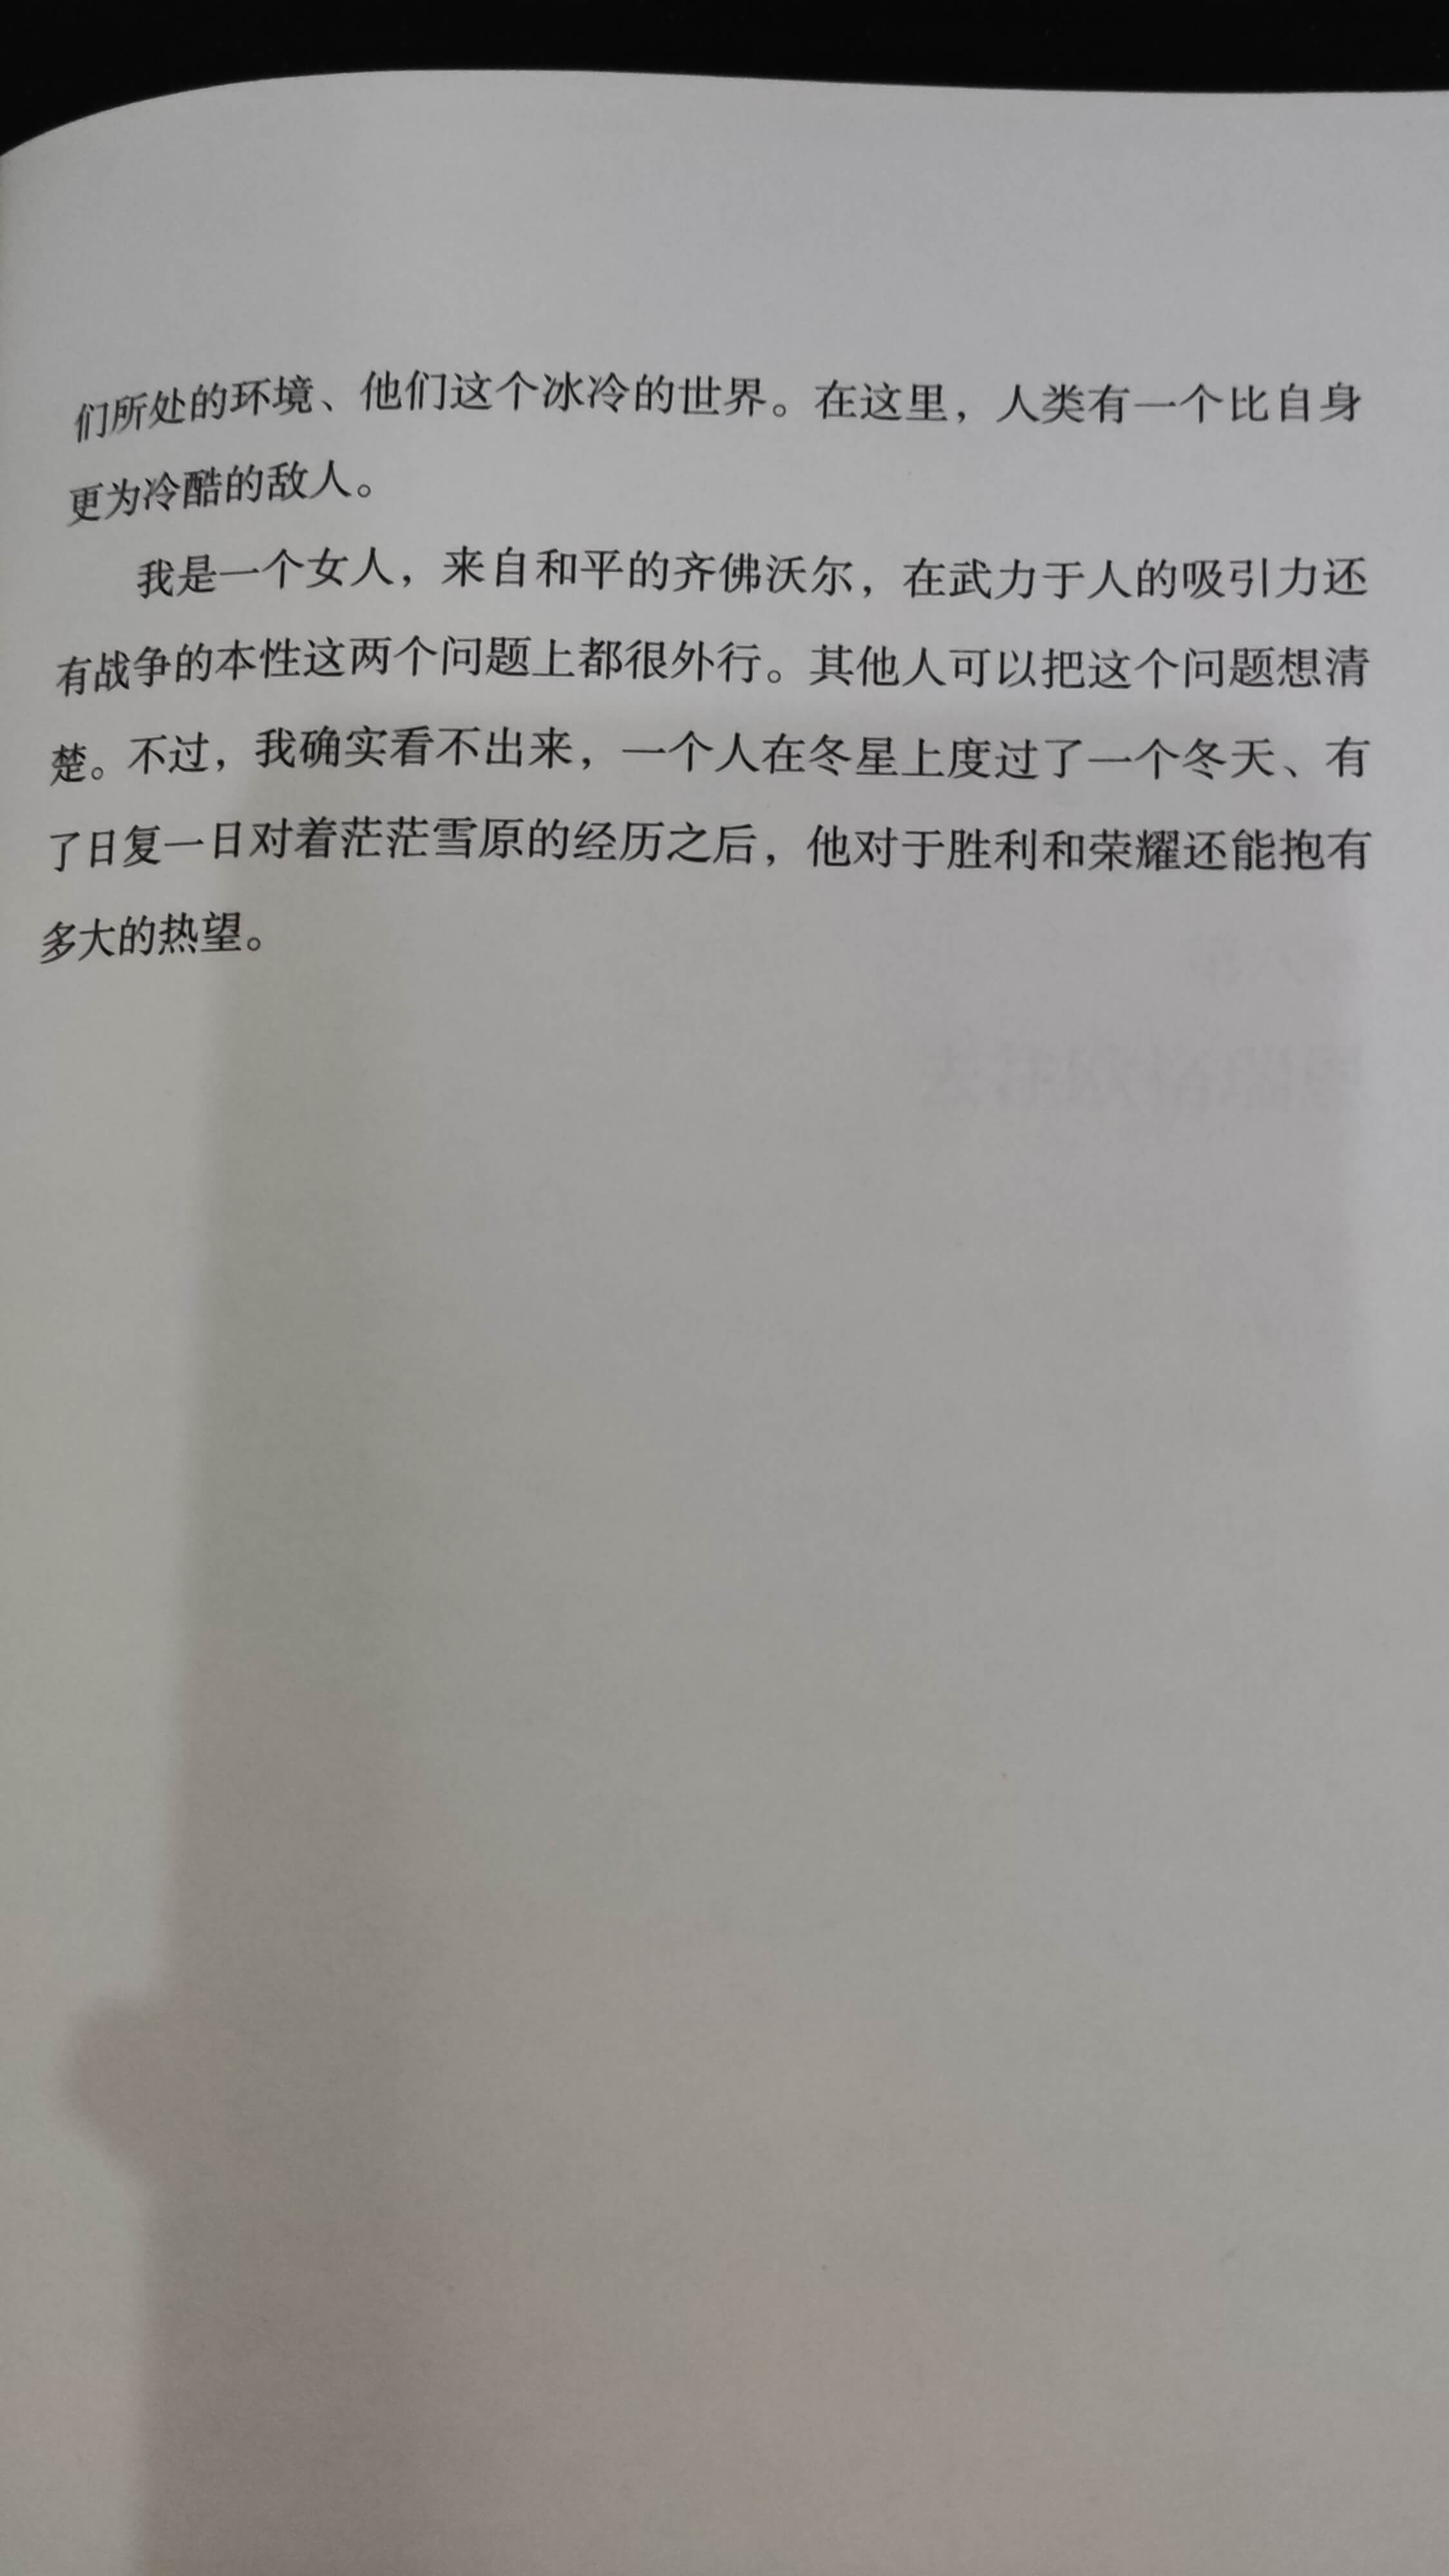 们所处的环境、他们这个冰冷的世界。在这里，人类有一个比自身
更为冷酷的敌人。
我是一个女人，来自和平的齐佛沃尔，在武力于人的吸引力还
有战争的本性这两个问题上都很外行。其他人可以把这个问题想清
楚。不过，我确实看不出来，一个人在冬星上度过了一个冬天、有
了日复一日对着茫茫雪原的经历之后，他对于胜利和荣耀还能抱有
多大的热望。